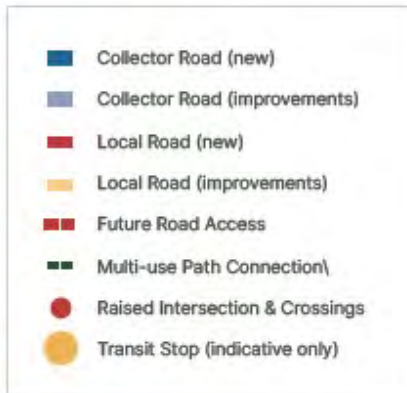 Collector Road (new)
Collector Road (improvements)
Local Road (new)
Local Road (improvements)
Future Road Access
Multi-use Path Connection\
Raised Intersection & Crossings
Transit Stop (indicative only)